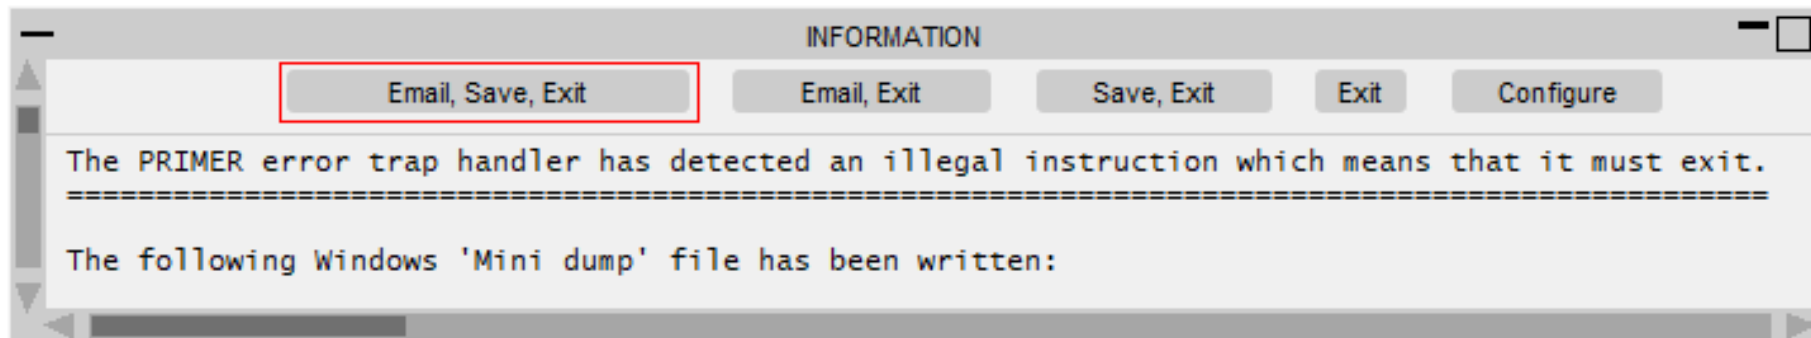 INFORMATION
Email, Save, Exit Email, Exit Save, Exit Exit Configure
The PRIMER error trap handler has detected an illegal instruction which means that it must exit.
================================================================================================
The following Windows 'Mini dump' file has been written: